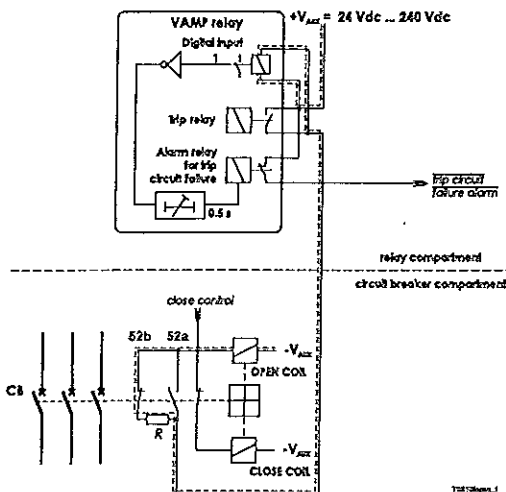 VAMP relay
+VAUX = 24 Vdc ... 240 Vdc
Digital input
1
Trip relay
Alarm relay
for trip
circuit failure
0.5 s
trip circuit
failure alarm
relay compartment
circuit breaker compartment
close control
52b 52a
-VAUX
OPEN COIL
CB
R
-VAUX
CLOSE COIL